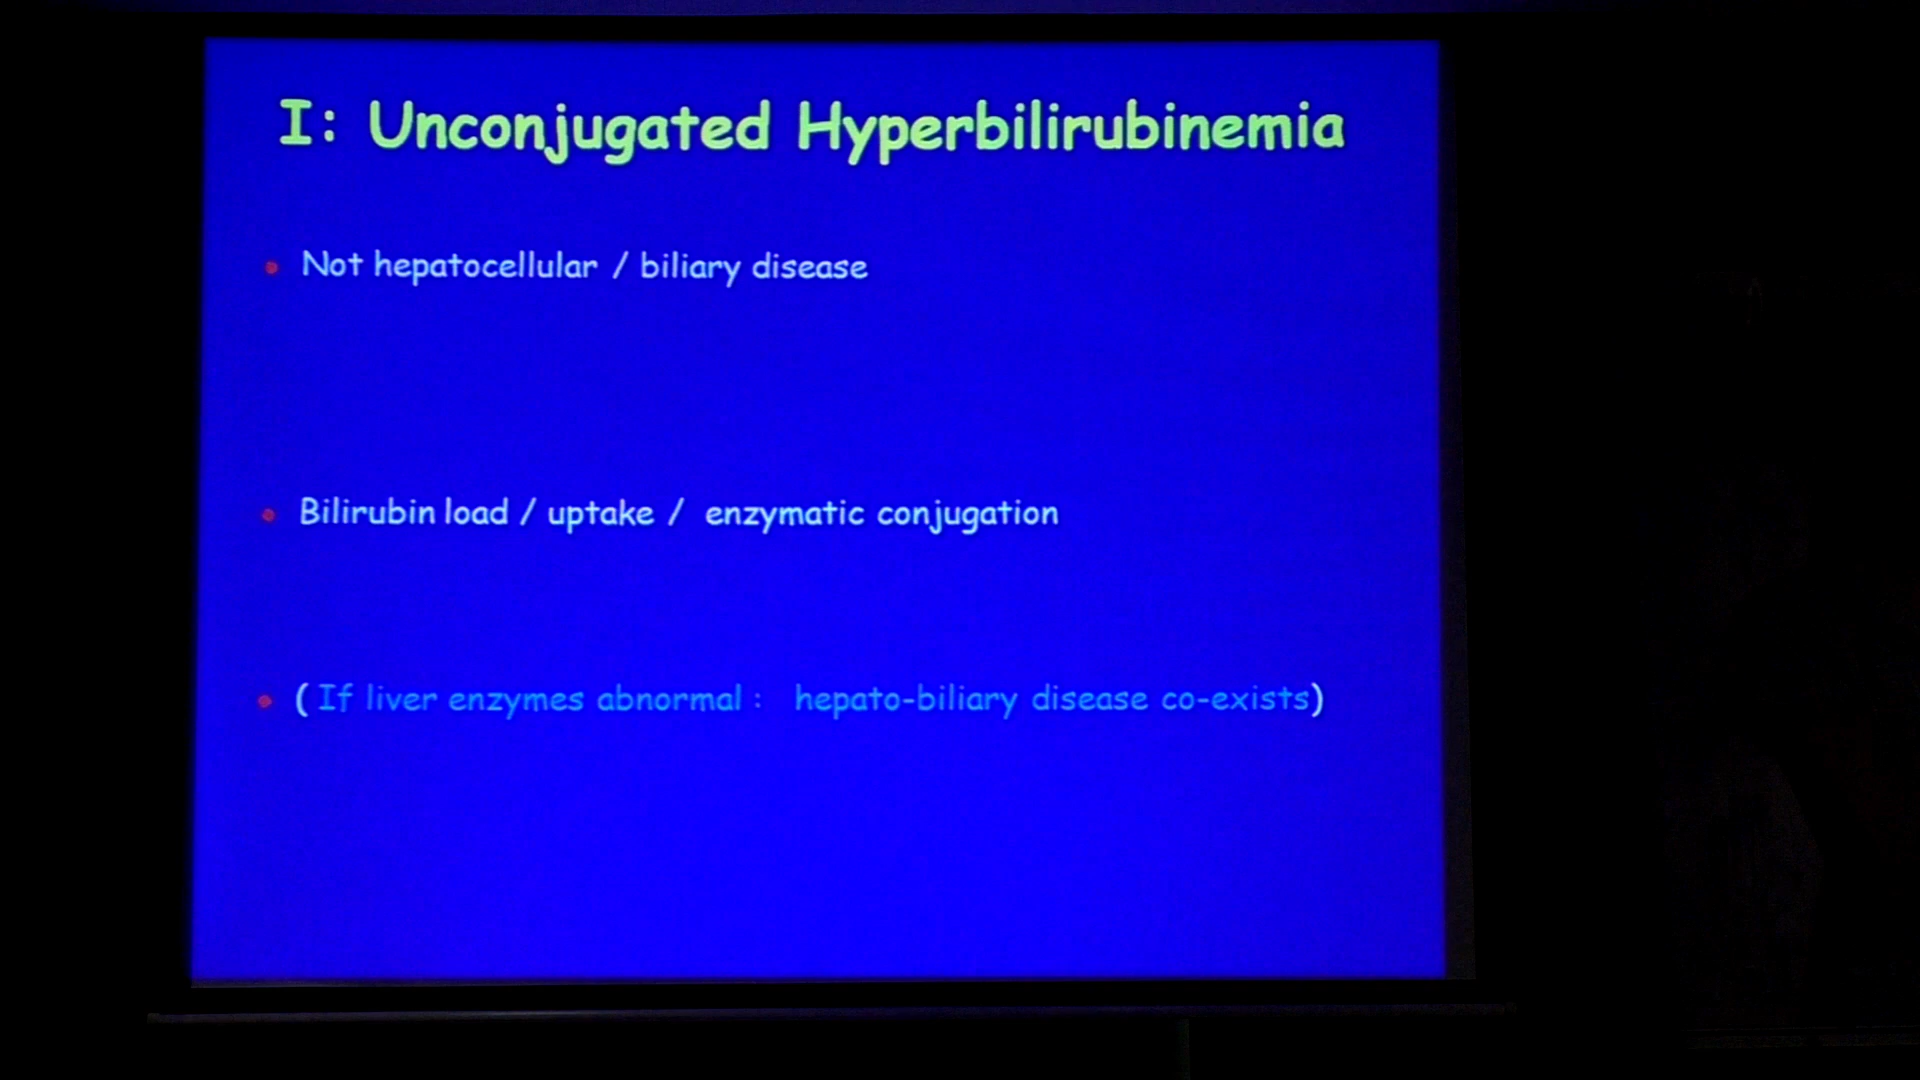 I: Unconjugated Hyperbilirubinemia
• Not hepatocellular / biliary disease
• Bilirubin load / uptake / enzymatic conjugation
• (If liver enzymes abnormal : hepato-biliary disease co-exists)